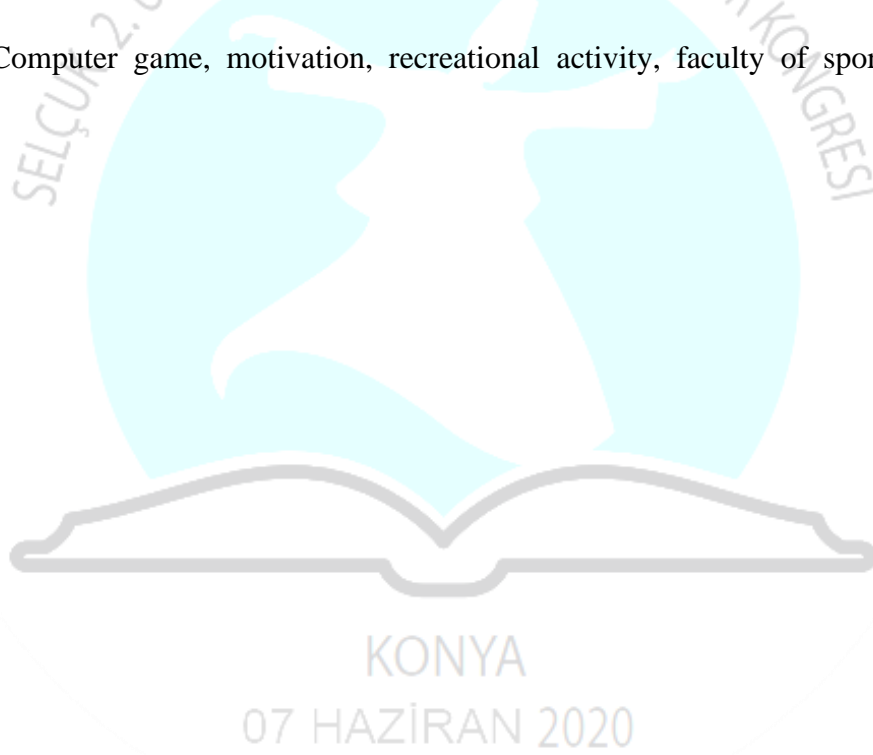 Computer game, motivation, recreational activity, faculty of spor
SELÇUK 2. U
KONGRESİ
KONYA
07 HAZİRAN 2020